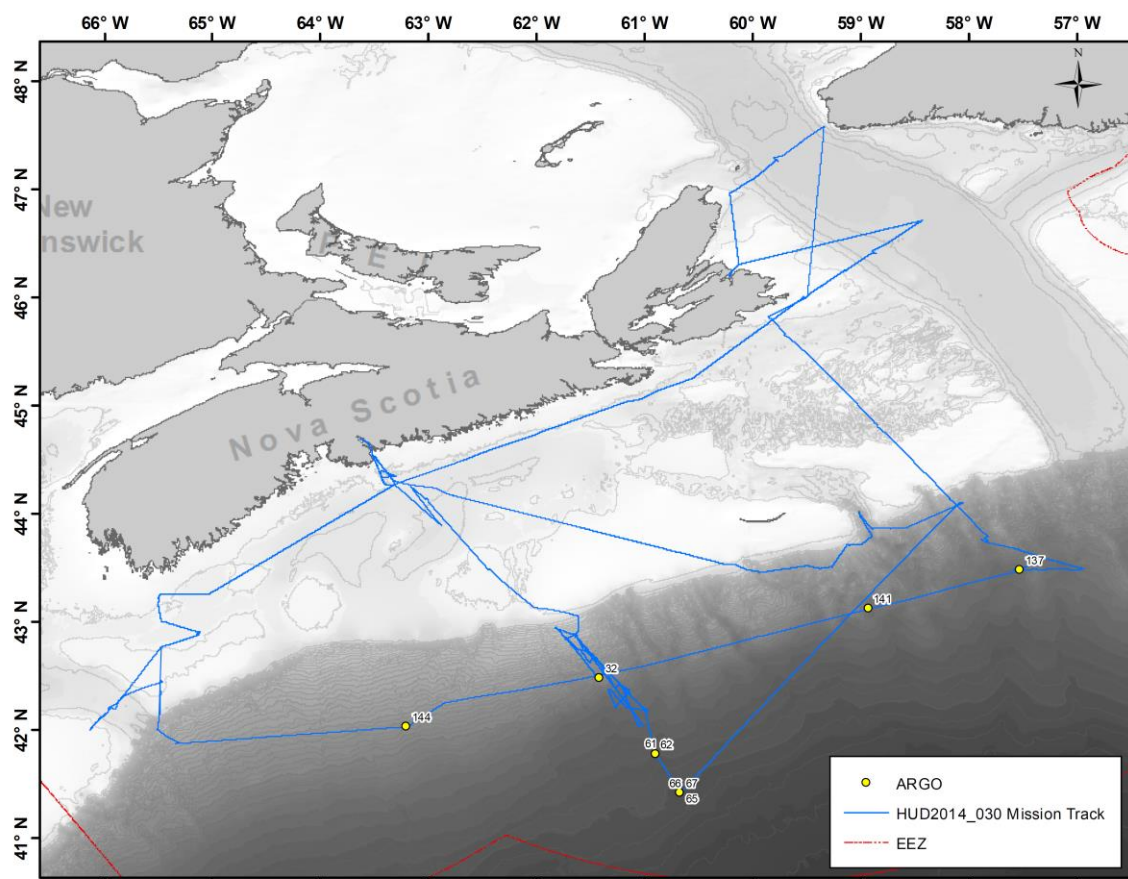 66° W 65° W 64° W 63° W 62° W 61° W 60° W 59° W 58° W 57° W
48° N
47° N
46° N
45° N
44° N
43° N
42° N
41° N
N
New
nswick
P E I
Nova Scotia
137
141
32
144
61 62
66 67
65
ARGO
HUD2014_030 Mission Track
EEZ